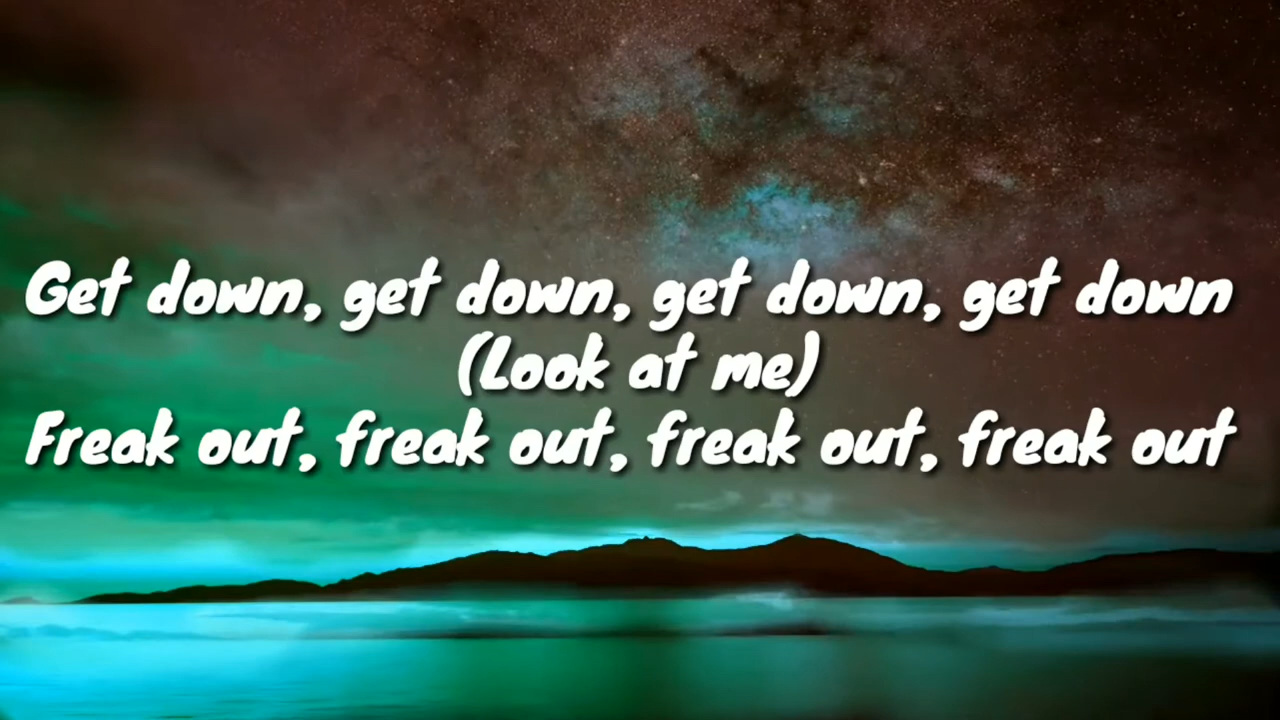 Get down, get down, get down, get down
(Look at me)
Freak out, freak out, freak out, freak out